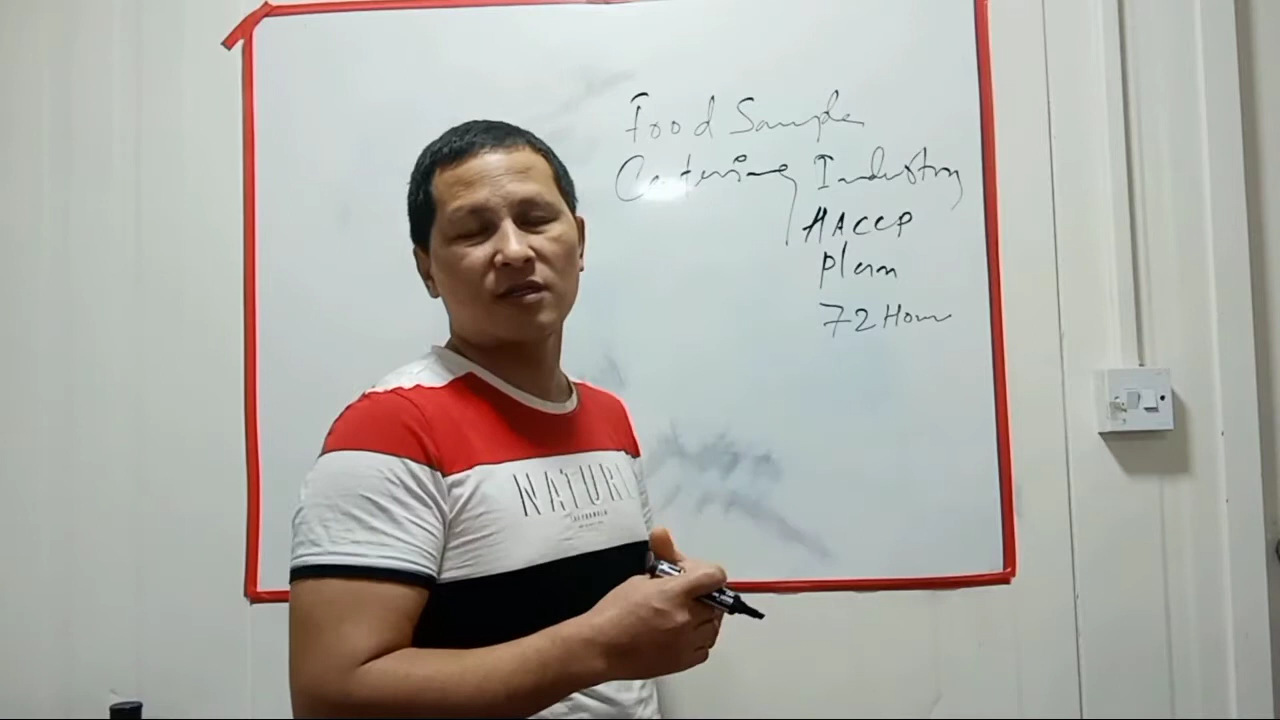 Food Sample
Catering Industry
HACCP
plan
72 Hour
NATURE